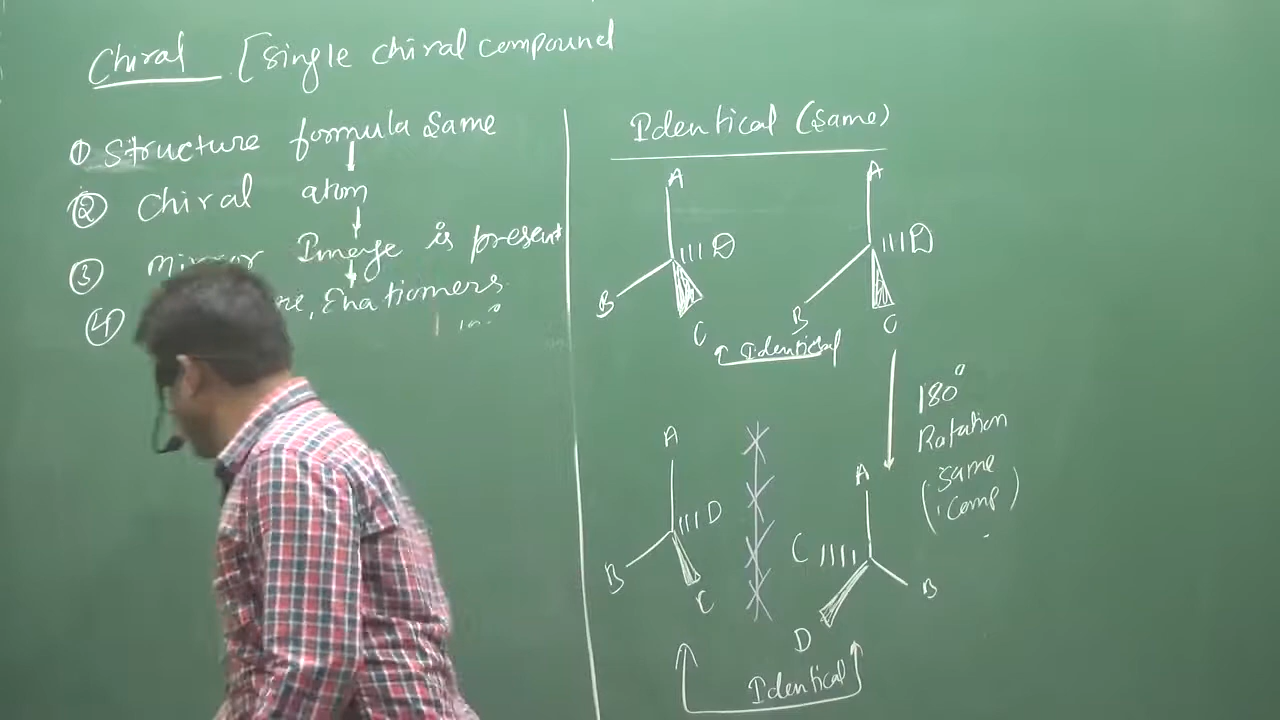 Chiral [single chiral compound
① Structure formula same
② Chiral atom
③ mirror Image is present
④ re, Enatiomers
Identical (same)
A
A
D
D
B
C
B
C
Identical
180°
Rotation
same
(comp)
A
A
D
C
B
C
B
D
Identical